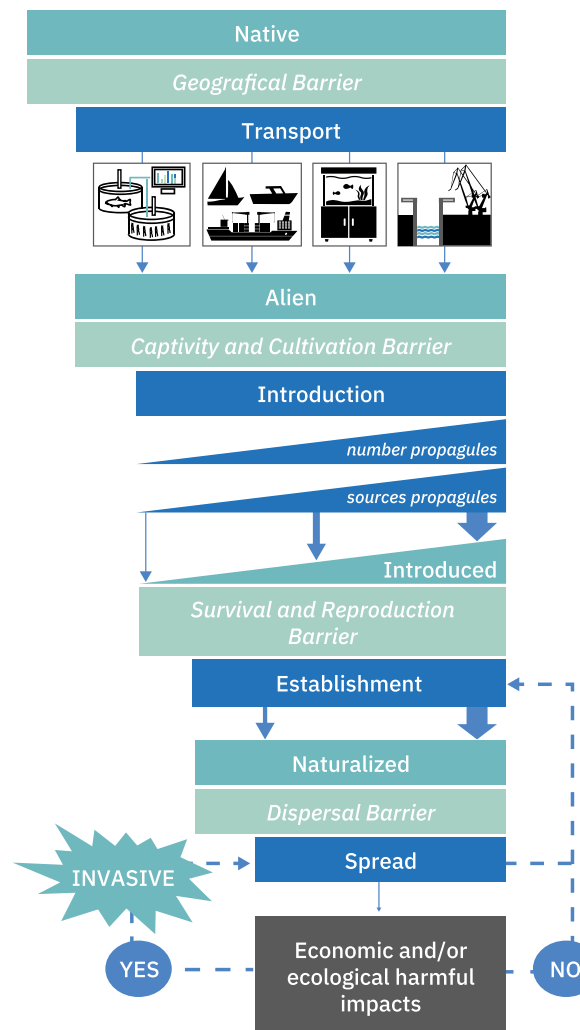 Native
Geografical Barrier
Transport
Alien
Captivity and Cultivation Barrier
Introduction
number propagules
sources propagules
Introduced
Survival and Reproduction
Barrier
Establishment
Naturalized
Dispersal Barrier
Spread
INVASIVE
Economic and/or
ecological harmful
impacts
YES
NO